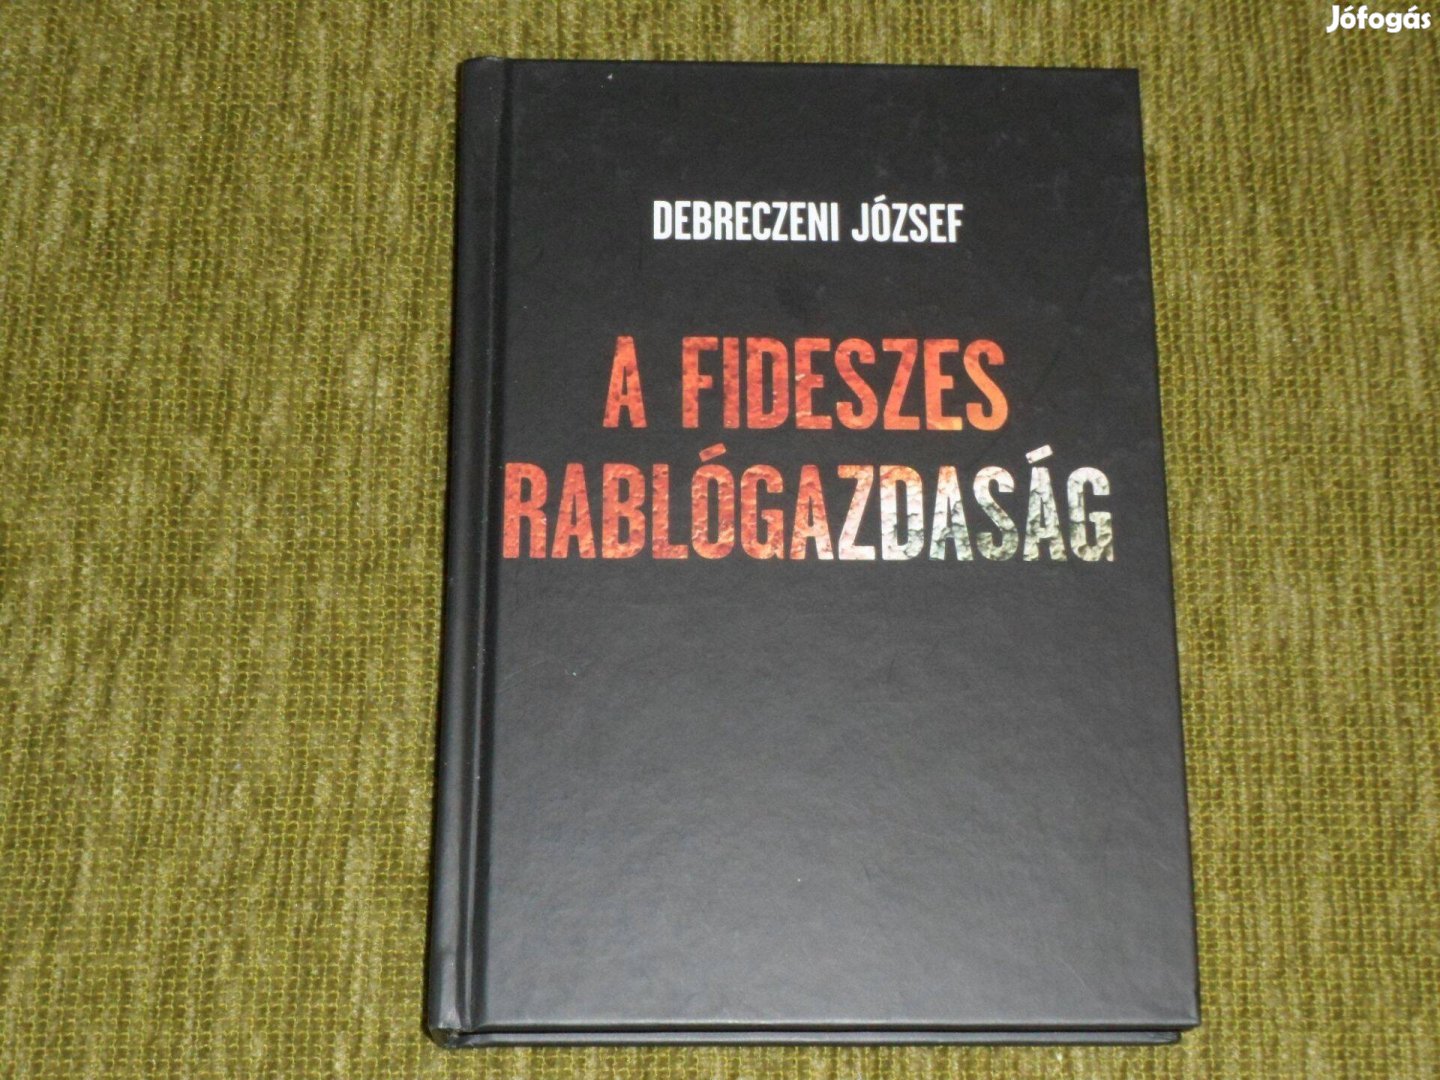 Jófogás
DEBRECZENI JÓZSEF
A FIDESZES
RABLÓGAZDASÁG